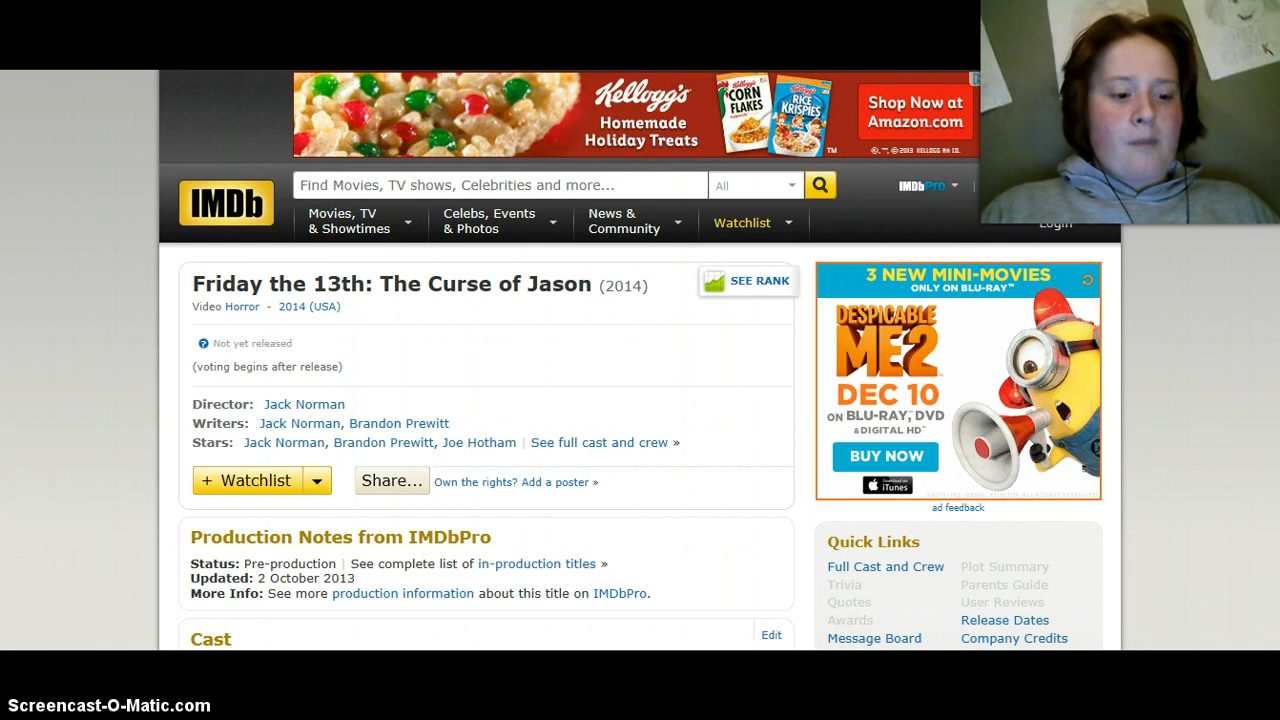 Kellogg's
Homemade
Holiday Treats
CORN
FLAKES
RICE
KRISPIES
Shop Now at
Amazon.com
©, ™, ® 2013 KELLOGG NA CO.
IMDb
Find Movies, TV shows, Celebrities and more...
All
IMDbPro
Movies, TV
& Showtimes
Celebs, Events
& Photos
News &
Community
Watchlist
Login
Friday the 13th: The Curse of Jason (2014)
SEE RANK
Video Horror - 2014 (USA)
? Not yet released
(voting begins after release)
Director: Jack Norman
Writers: Jack Norman, Brandon Prewitt
Stars: Jack Norman, Brandon Prewitt, Joe Hotham | See full cast and crew »
+ Watchlist
Share...
Own the rights? Add a poster »
Production Notes from IMDbPro
Status: Pre-production | See complete list of in-production titles »
Updated: 2 October 2013
More Info: See more production information about this title on IMDbPro.
Cast
Edit
3 NEW MINI-MOVIES
ONLY ON BLU-RAY™
DESPICABLE
ME2
DEC 10
ON BLU-RAY, DVD
& DIGITAL HD™
BUY NOW
iTunes
ad feedback
Quick Links
Full Cast and Crew
Plot Summary
Trivia
Parents Guide
Quotes
User Reviews
Awards
Release Dates
Message Board
Company Credits
Screencast-O-Matic.com